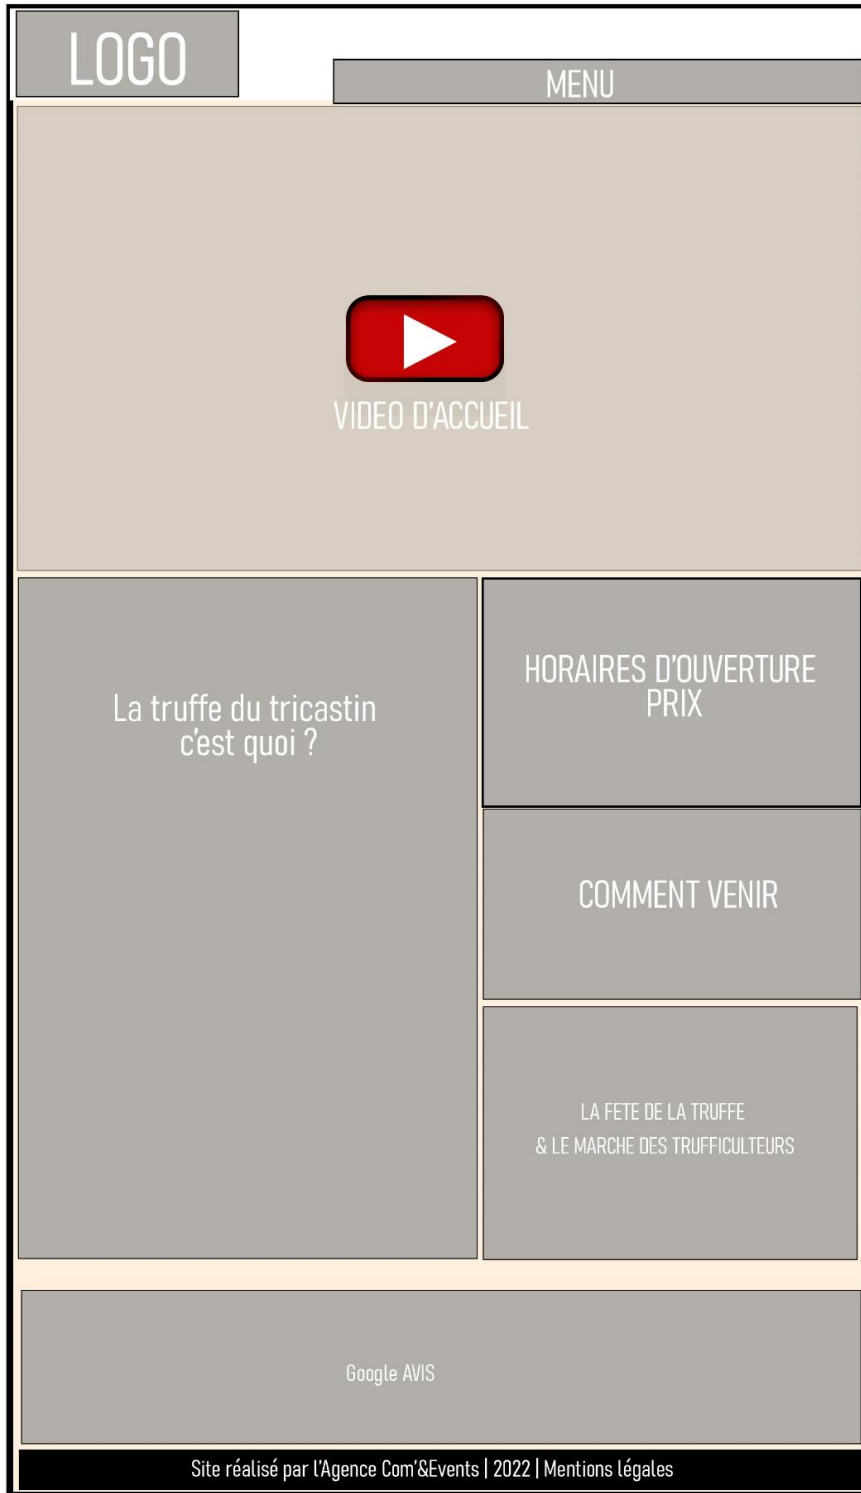 LOGO
MENU
VIDEO D'ACCUEIL
La truffe du tricastin
c'est quoi ?
HORAIRES D'OUVERTURE
PRIX
COMMENT VENIR
LA FETE DE LA TRUFFE
& LE MARCHE DES TRUFFICULTEURS
Google AVIS
Site réalisé par l'Agence Com'&Events | 2022 | Mentions légales